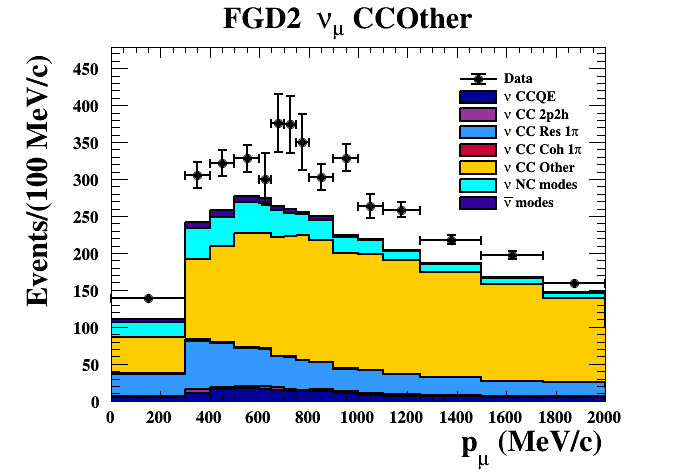 FGD2 ν_μ CCOther
Events/(100 MeV/c)
450
400
350
300
250
200
150
100
50
0
Data
ν CCQE
ν CC 2p2h
ν CC Res 1π
ν CC Coh 1π
ν CC Other
ν NC modes
ν̄ modes
0 200 400 600 800 1000 1200 1400 1600 1800 2000
p_μ (MeV/c)